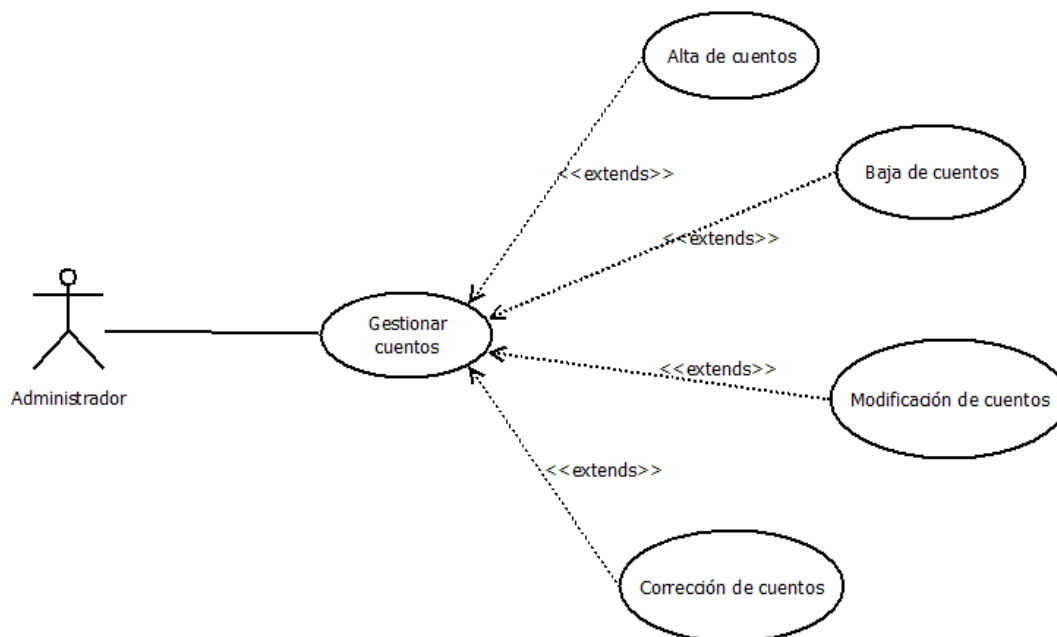 Alta de cuentos
<<extends>>
Baja de cuentos
<<extends>>
Gestionar
cuentos
Administrador
<<extends>>
Modificación de cuentos
<<extends>>
Corrección de cuentos